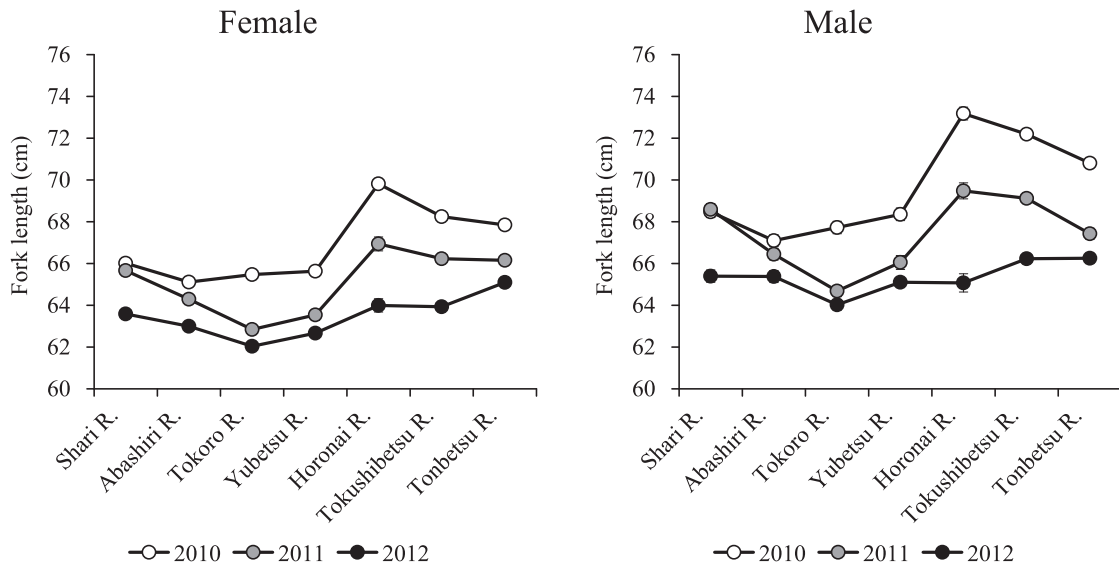 Female
76
74
72
70
68
66
64
62
60
Fork length (cm)
Shari R.
Abashiri R.
Tokoro R.
Yubetsu R.
Horonai R.
Tokushibetsu R.
Tonbetsu R.
2010 2011 2012
Male
76
74
72
70
68
66
64
62
60
Fork length (cm)
Shari R.
Abashiri R.
Tokoro R.
Yubetsu R.
Horonai R.
Tokushibetsu R.
Tonbetsu R.
2010 2011 2012